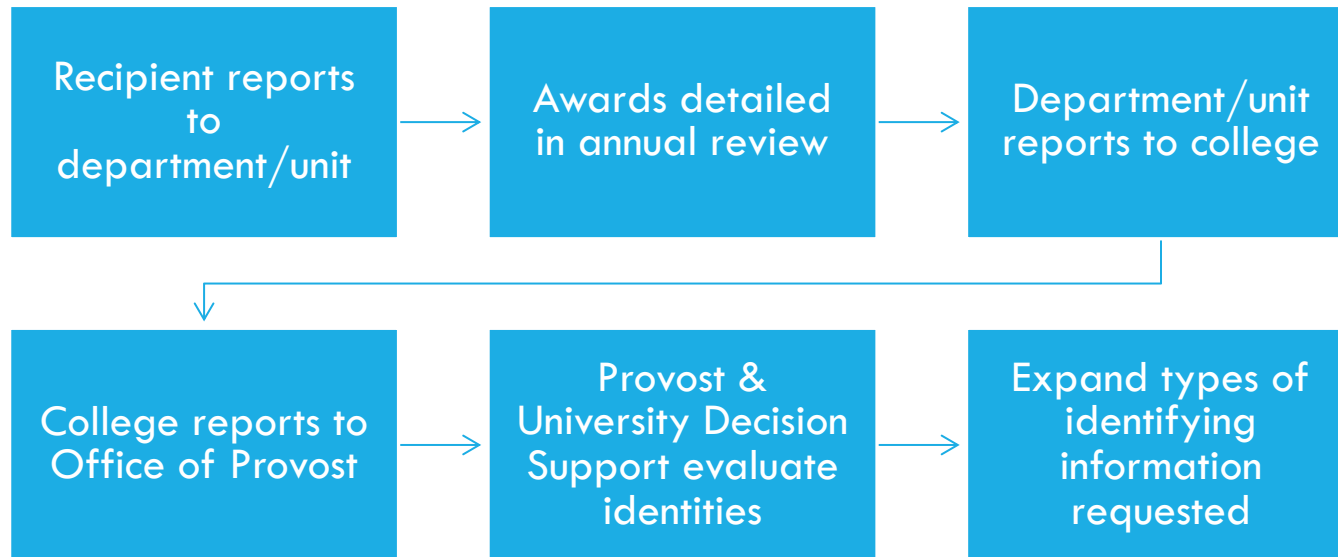 Recipient reports
to
department/unit
Awards detailed
in annual review
Department/unit
reports to college
College reports to
Office of Provost
Provost &
University Decision
Support evaluate
identities
Expand types of
identifying
information
requested